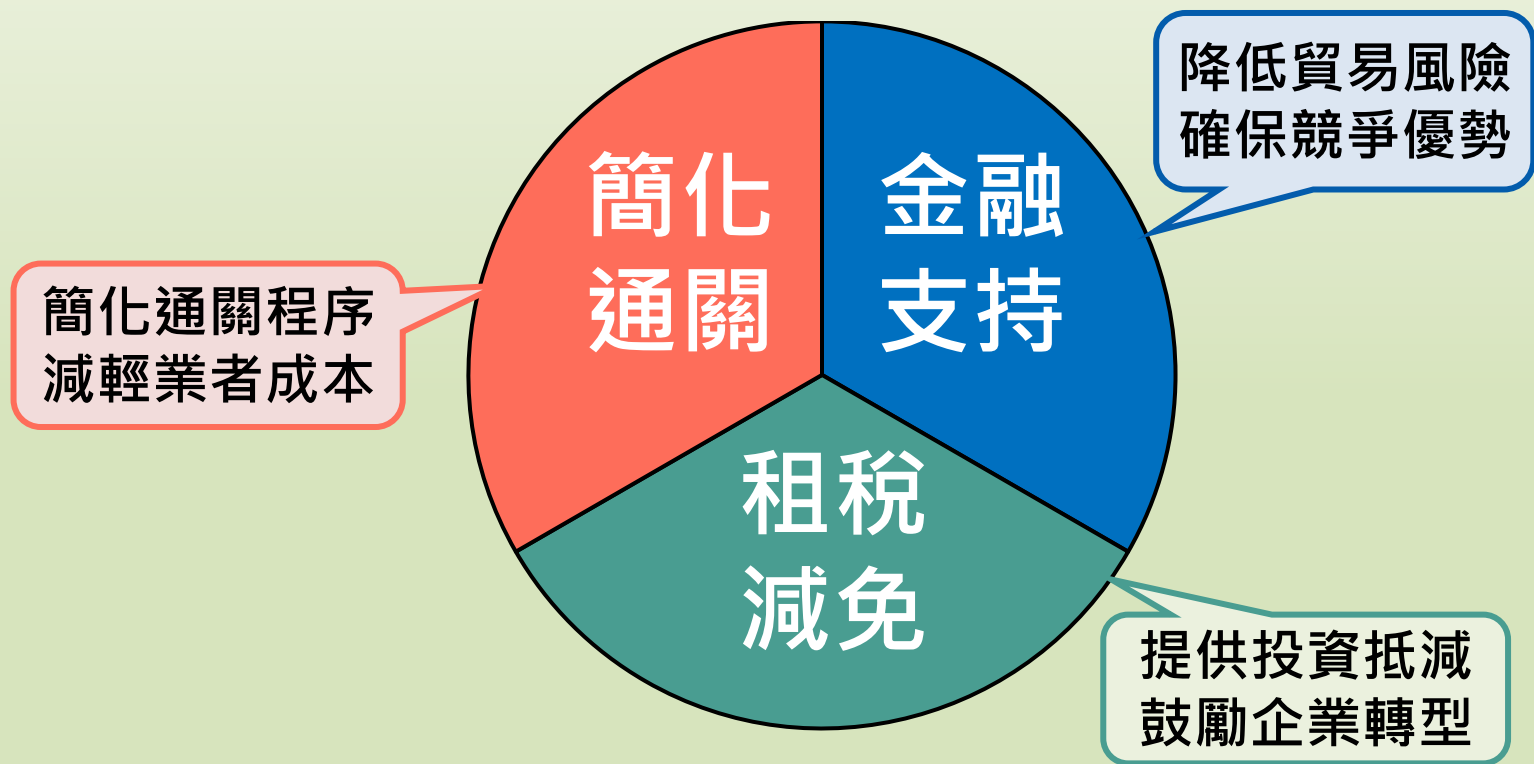 簡化
通關
金融
支持
租稅
減免
降低貿易風險
確保競爭優勢
簡化通關程序
減輕業者成本
提供投資抵減
鼓勵企業轉型